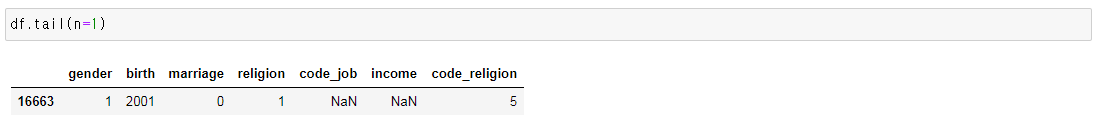 df.tail(n=1)
gender birth marriage religion code_job income code_religion
16663 1 2001 0 1 NaN NaN 5